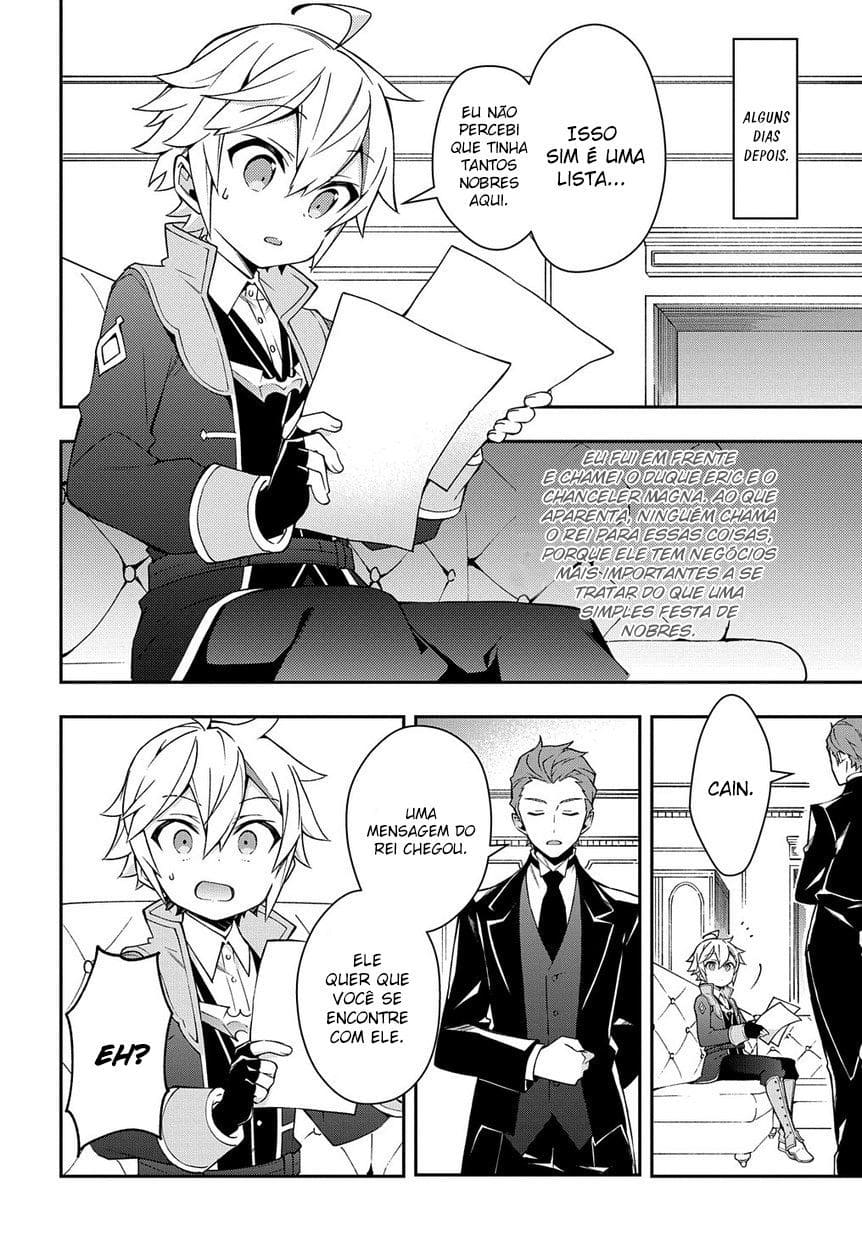 ALGUNS
DIAS
DEPOIS.
ISSO
SIM É UMA
LISTA...
EU NÃO
PERCEBI
QUE TINHA
TANTOS
NOBRES
AQUI.
EU FUI EM FRENTE
E CHAMEI O DUQUE ERIC E O
CHANCELER MAGNA. AO QUE
APARENTA, NINGUÉM CHAMA
O REI PARA ESSAS COISAS,
PORQUE ELE TEM NEGÓCIOS
MAIS IMPORTANTES A SE
TRATAR DO QUE UMA
SIMPLES FESTA DE
NOBRES.
CAIN.
UMA
MENSAGEM DO
REI CHEGOU.
ELE
QUER QUE
VOCÊ SE
ENCONTRE
COM ELE.
EH?